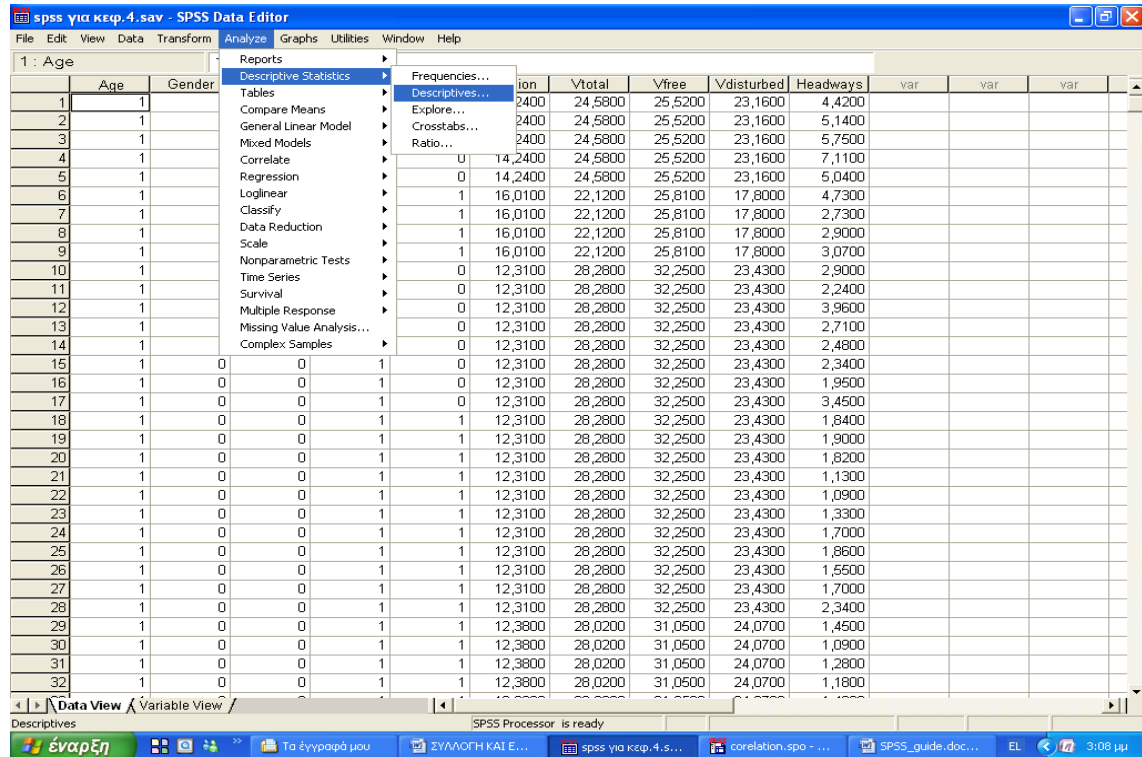 spss για κεφ.4.sav - SPSS Data Editor
File Edit View Data Transform Analyze Graphs Utilities Window Help
1 : Age
Reports
Descriptive Statistics
Tables
Compare Means
General Linear Model
Mixed Models
Correlate
Regression
Loglinear
Classify
Data Reduction
Scale
Nonparametric Tests
Time Series
Survival
Multiple Response
Missing Value Analysis...
Complex Samples
Frequencies...
Descriptives...
Explore...
Crosstabs...
Ratio...
Age Gender ion Vtotal Vfree Vdisturbed Headways var var var
1 1 2400 24,5800 25,5200 23,1600 4,4200
2 1 2400 24,5800 25,5200 23,1600 5,1400
3 1 2400 24,5800 25,5200 23,1600 5,7500
4 1 0 14,2400 24,5800 25,5200 23,1600 7,1100
5 1 0 14,2400 24,5800 25,5200 23,1600 5,0400
6 1 1 16,0100 22,1200 25,8100 17,8000 4,7300
7 1 1 16,0100 22,1200 25,8100 17,8000 2,7300
8 1 1 16,0100 22,1200 25,8100 17,8000 2,9000
9 1 1 16,0100 22,1200 25,8100 17,8000 3,0700
10 1 0 12,3100 28,2800 32,2500 23,4300 2,9000
11 1 0 12,3100 28,2800 32,2500 23,4300 2,2400
12 1 0 12,3100 28,2800 32,2500 23,4300 3,9600
13 1 0 12,3100 28,2800 32,2500 23,4300 2,7100
14 1 0 12,3100 28,2800 32,2500 23,4300 2,4800
15 1 0 0 1 0 12,3100 28,2800 32,2500 23,4300 2,3400
16 1 0 0 1 0 12,3100 28,2800 32,2500 23,4300 1,9500
17 1 0 0 1 0 12,3100 28,2800 32,2500 23,4300 3,4500
18 1 0 0 1 1 12,3100 28,2800 32,2500 23,4300 1,8400
19 1 0 0 1 1 12,3100 28,2800 32,2500 23,4300 1,9000
20 1 0 0 1 1 12,3100 28,2800 32,2500 23,4300 1,8200
21 1 0 0 1 1 12,3100 28,2800 32,2500 23,4300 1,1300
22 1 0 0 1 1 12,3100 28,2800 32,2500 23,4300 1,0900
23 1 0 0 1 1 12,3100 28,2800 32,2500 23,4300 1,3300
24 1 0 0 1 1 12,3100 28,2800 32,2500 23,4300 1,7000
25 1 0 0 1 1 12,3100 28,2800 32,2500 23,4300 1,8600
26 1 0 0 1 1 12,3100 28,2800 32,2500 23,4300 1,5500
27 1 0 0 1 1 12,3100 28,2800 32,2500 23,4300 1,7000
28 1 0 0 1 1 12,3100 28,2800 32,2500 23,4300 2,3400
29 1 0 0 1 1 12,3800 28,0200 31,0500 24,0700 1,4500
30 1 0 0 1 1 12,3800 28,0200 31,0500 24,0700 1,0900
31 1 0 0 1 1 12,3800 28,0200 31,0500 24,0700 1,2800
32 1 0 0 1 1 12,3800 28,0200 31,0500 24,0700 1,1800
Data View Variable View
Descriptives SPSS Processor is ready
έναρξη Τα έγγραφά μου ΣΥΛΛΟΓΗ ΚΑΙ Ε... spss για κεφ.4.s... corelation.spo - ... SPSS_guide.doc... EL 3:08 μμ